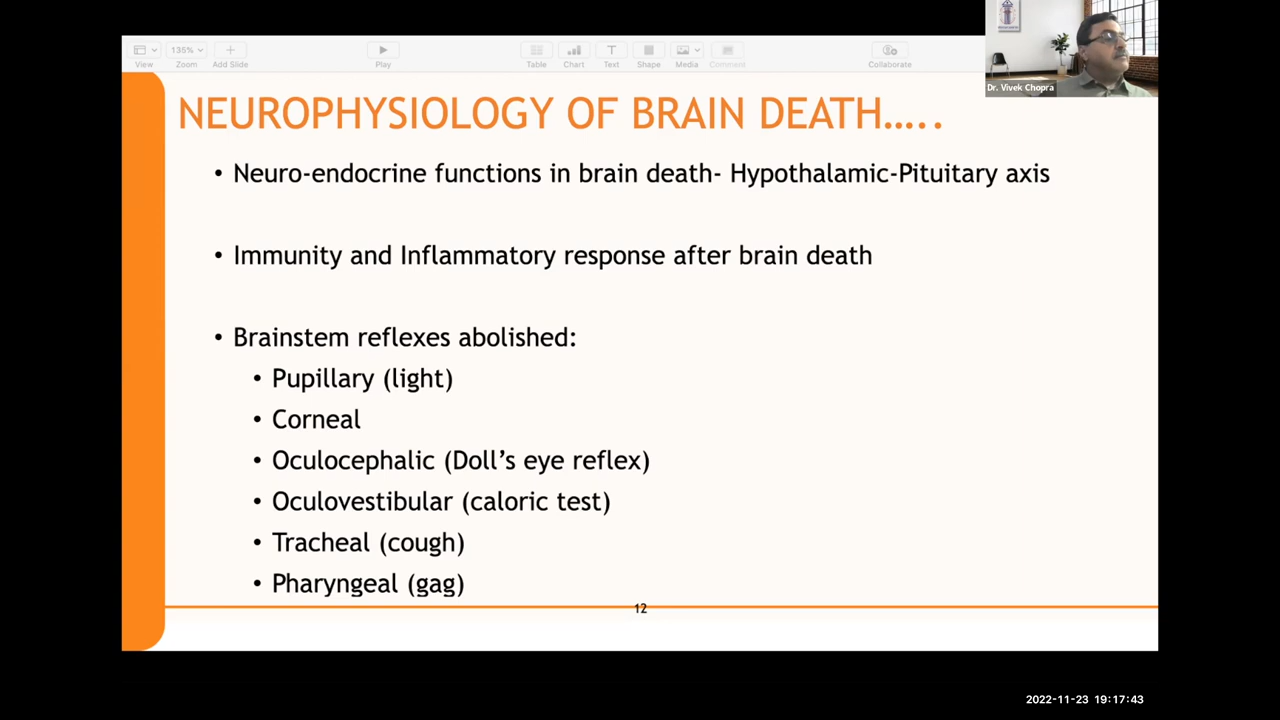 135%
View
Zoom
Add Slide
Play
Table
Chart
Text
Shape
Media
Comment
Collaborate
Dr. Vivek Chopra
NEUROPHYSIOLOGY OF BRAIN DEATH.....
• Neuro-endocrine functions in brain death- Hypothalamic-Pituitary axis
• Immunity and Inflammatory response after brain death
• Brainstem reflexes abolished:
• Pupillary (light)
• Corneal
• Oculocephalic (Doll's eye reflex)
• Oculovestibular (caloric test)
• Tracheal (cough)
• Pharyngeal (gag)
12
2022-11-23 19:17:43